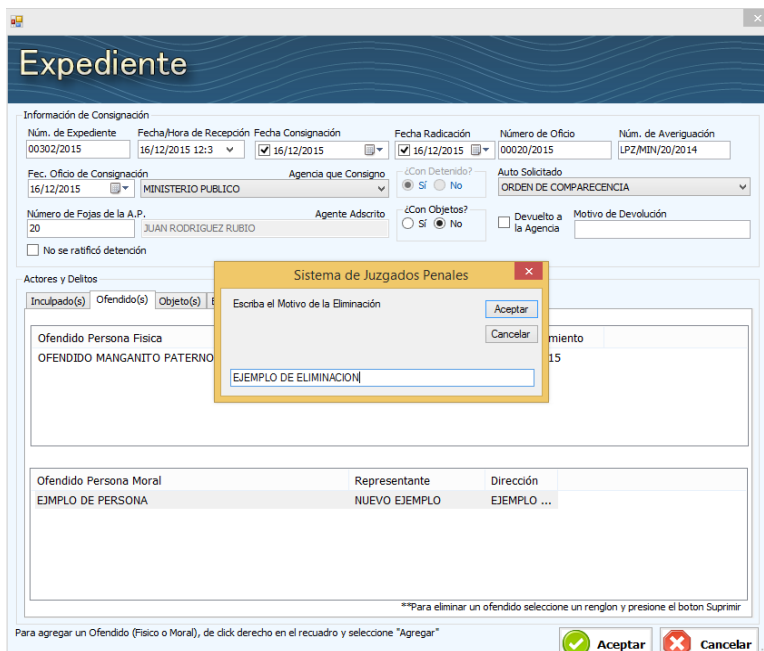 Expediente
Información de Consignación
Núm. de Expediente Fecha/Hora de Recepción Fecha Consignación Fecha Radicación Número de Oficio Núm. de Averiguación
00302/2015 16/12/2015 12:3 16/12/2015 16/12/2015 00020/2015 LPZ/MIN/20/2014
Fec. Oficio de Consignación Agencia que Consigno ¿Con Detenido? Auto Solicitado
16/12/2015 MINISTERIO PUBLICO Sí No ORDEN DE COMPARECENCIA
Número de Fojas de la A.P. Agente Adscrito ¿Con Objetos? Devuelto a la Agencia Motivo de Devolución
20 JUAN RODRIGUEZ RUBIO Sí No
No se ratificó detención
Actores y Delitos
Inculpado(s) Ofendido(s) Objeto(s)
Sistema de Juzgados Penales
Escriba el Motivo de la Eliminación
Aceptar
Cancelar
EJEMPLO DE ELIMINACION
Ofendido Persona Fisica miento
OFENDIDO MANGANITO PATERNO 15
Ofendido Persona Moral Representante Dirección
EJMPLO DE PERSONA NUEVO EJEMPLO EJEMPLO ...
**Para eliminar un ofendido seleccione un renglon y presione el boton Suprimir
Para agregar un Ofendido (Fisico o Moral), de click derecho en el recuadro y seleccione "Agregar"
Aceptar Cancelar